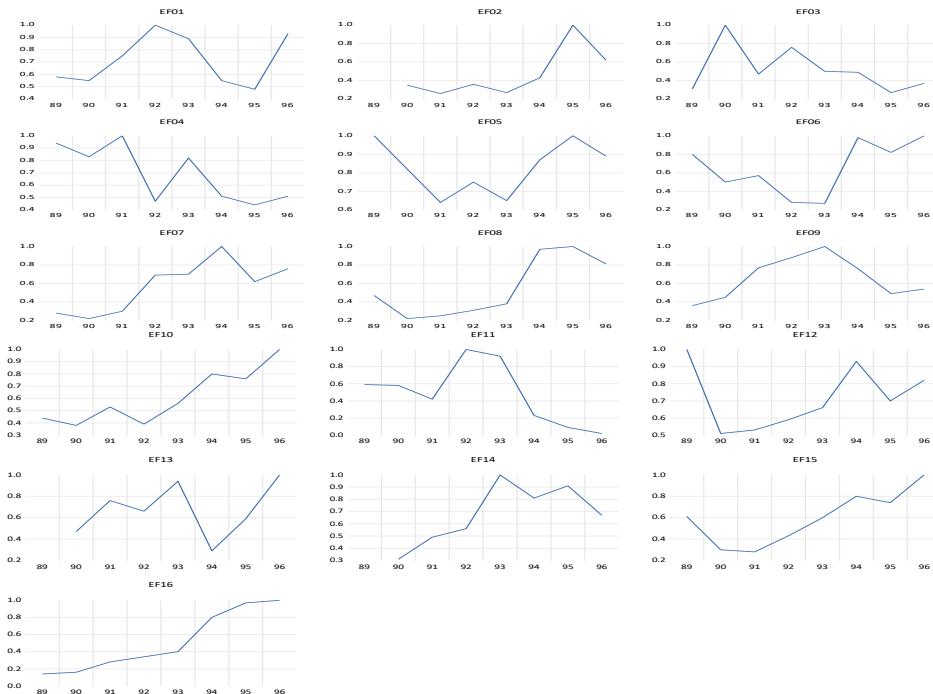 EF01 EF02 EF03
1.0 0.9 0.8 0.7 0.6 0.5 0.4
89 90 91 92 93 94 95 96
1.0 0.8 0.6 0.4 0.2
89 90 91 92 93 94 95 96
1.0 0.8 0.6 0.4 0.2
89 90 91 92 93 94 95 96
EF04 EF05 EF06
1.0 0.9 0.8 0.7 0.6 0.5 0.4
89 90 91 92 93 94 95 96
1.0 0.9 0.8 0.7 0.6
89 90 91 92 93 94 95 96
1.0 0.8 0.6 0.4 0.2
89 90 91 92 93 94 95 96
EF07 EF08 EF09
1.0 0.8 0.6 0.4 0.2
89 90 91 92 93 94 95 96
1.0 0.8 0.6 0.4 0.2
89 90 91 92 93 94 95 96
1.0 0.8 0.6 0.4 0.2
89 90 91 92 93 94 95 96
EF10 EF11 EF12
1.0 0.9 0.8 0.7 0.6 0.5 0.4 0.3
89 90 91 92 93 94 95 96
1.0 0.8 0.6 0.4 0.2 0.0
89 90 91 92 93 94 95 96
1.0 0.9 0.8 0.7 0.6 0.5
89 90 91 92 93 94 95 96
EF13 EF14 EF15
1.0 0.8 0.6 0.4 0.2
89 90 91 92 93 94 95 96
1.0 0.9 0.8 0.7 0.6 0.5 0.4 0.3
89 90 91 92 93 94 95 96
1.0 0.8 0.6 0.4 0.2
89 90 91 92 93 94 95 96
EF16
1.0 0.8 0.6 0.4 0.2 0.0
89 90 91 92 93 94 95 96